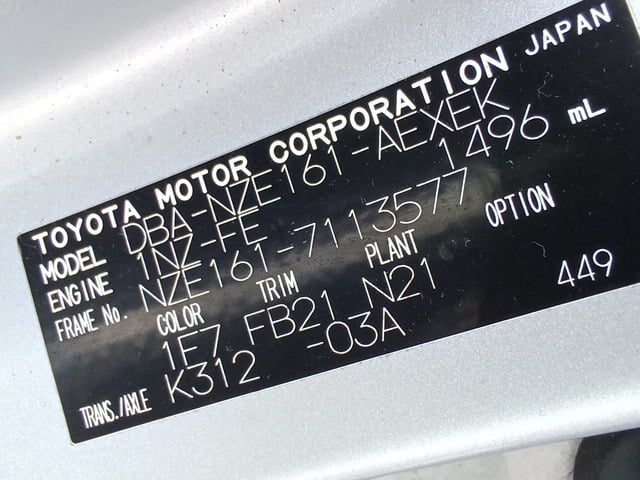 TOYOTA MOTOR CORPORATION JAPAN
MODEL DBA-NZE161-AEXEK
ENGINE 1NZ-FE 1496 mL
FRAME No. NZE161-7113577
COLOR TRIM PLANT OPTION
1F7 FB21 N21 449
TRANS./AXLE K312 -03A